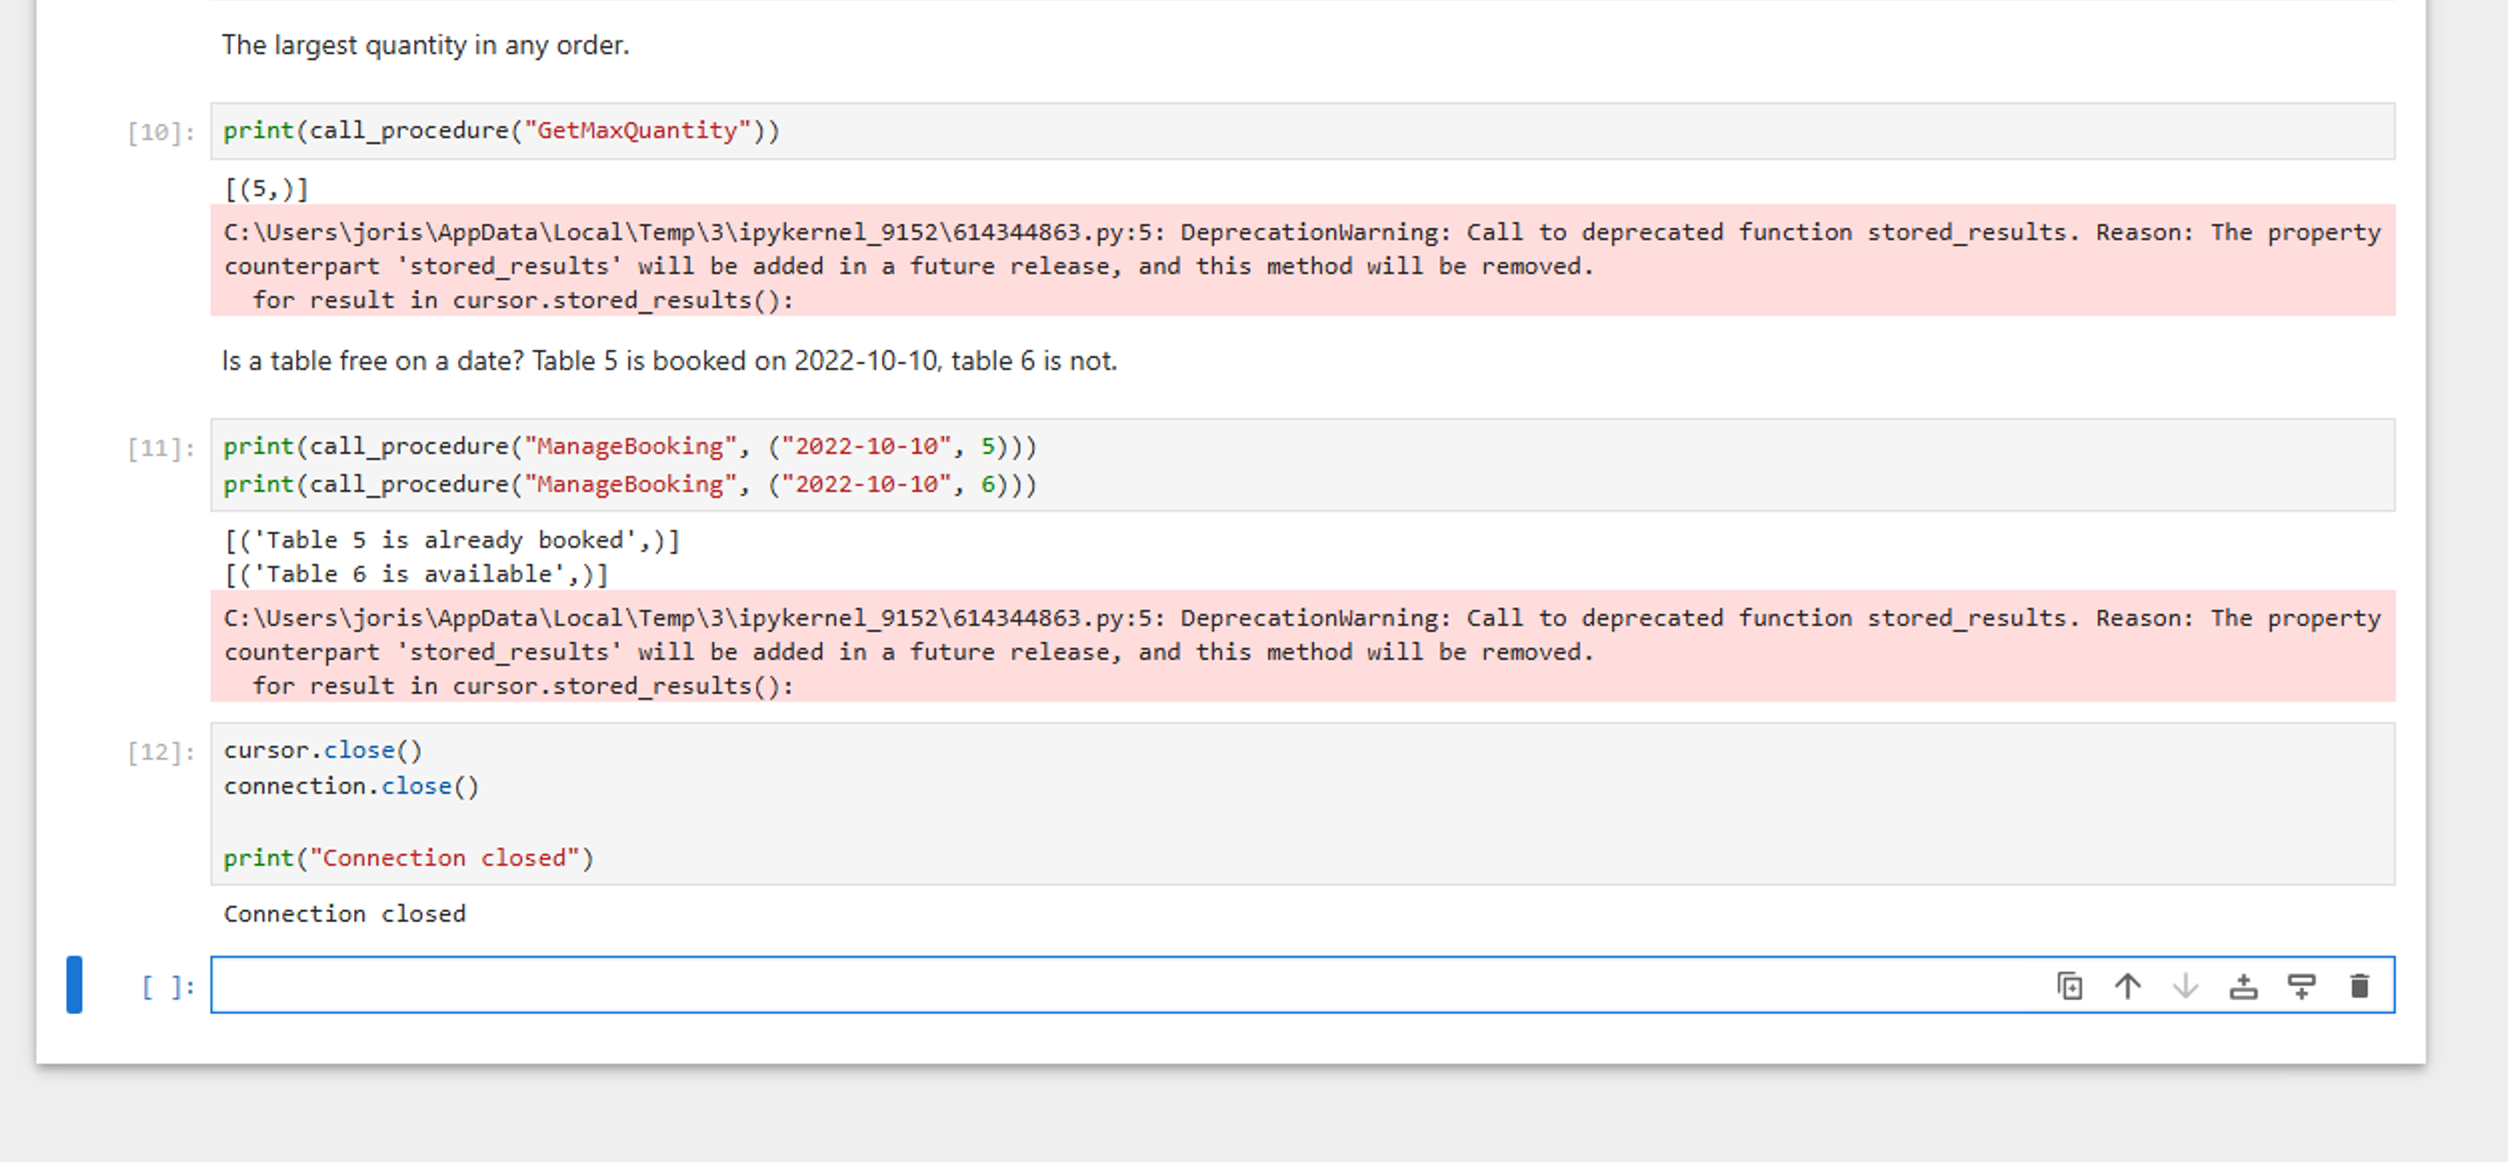 The largest quantity in any order.
[10]:
print(call_procedure("GetMaxQuantity"))
[(5,)]
C:\Users\joris\AppData\Local\Temp\3\ipykernel_9152\614344863.py:5: DeprecationWarning: Call to deprecated function stored_results. Reason: The property
counterpart 'stored_results' will be added in a future release, and this method will be removed.
  for result in cursor.stored_results():
Is a table free on a date? Table 5 is booked on 2022-10-10, table 6 is not.
[11]:
print(call_procedure("ManageBooking", ("2022-10-10", 5)))
print(call_procedure("ManageBooking", ("2022-10-10", 6)))
[('Table 5 is already booked',)]
[('Table 6 is available',)]
C:\Users\joris\AppData\Local\Temp\3\ipykernel_9152\614344863.py:5: DeprecationWarning: Call to deprecated function stored_results. Reason: The property
counterpart 'stored_results' will be added in a future release, and this method will be removed.
  for result in cursor.stored_results():
[12]:
cursor.close()
connection.close()
print("Connection closed")
Connection closed
[ ]: